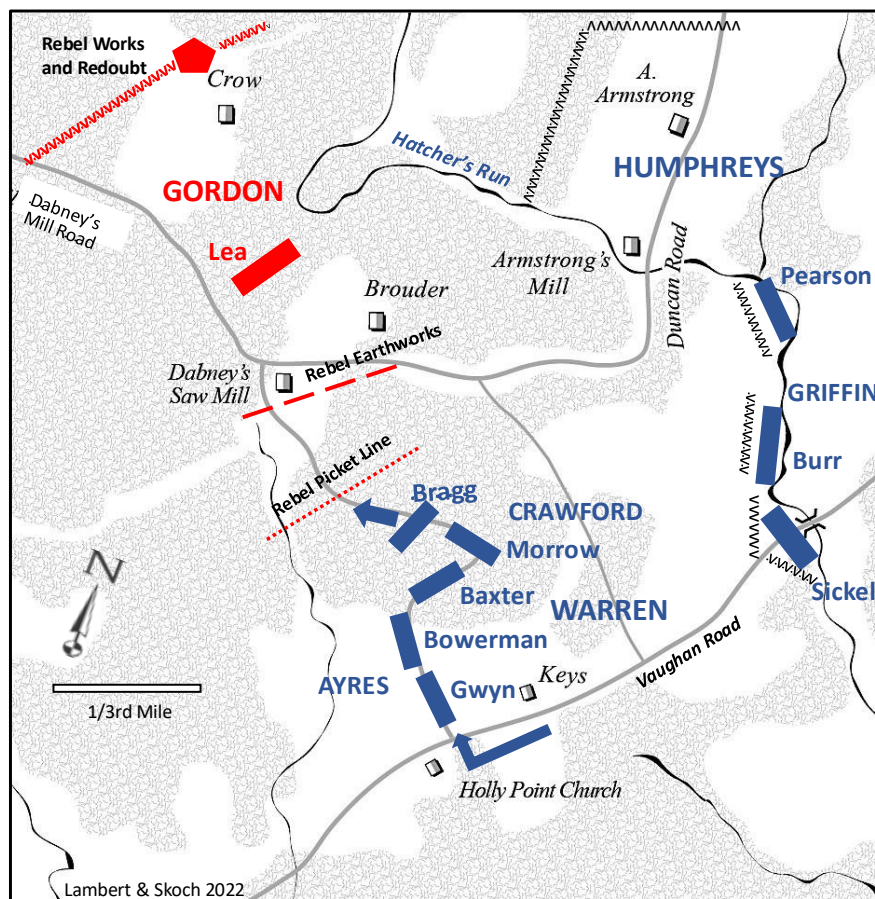 Rebel Works
and Redoubt
Crow
A.
Armstrong
Hatcher's Run
HUMPHREYS
GORDON
Dabney's
Mill Road
Lea
Armstrong's
Mill
Duncan Road
Pearson
Brouder
Rebel Earthworks
Dabney's
Saw Mill
GRIFFIN
Burr
Rebel Picket Line
Bragg
CRAWFORD
Morrow
N
Baxter
Sickel
WARREN
Bowerman
Vaughan Road
Keys
AYRES
Gwyn
1/3rd Mile
Holly Point Church
Lambert & Skoch 2022